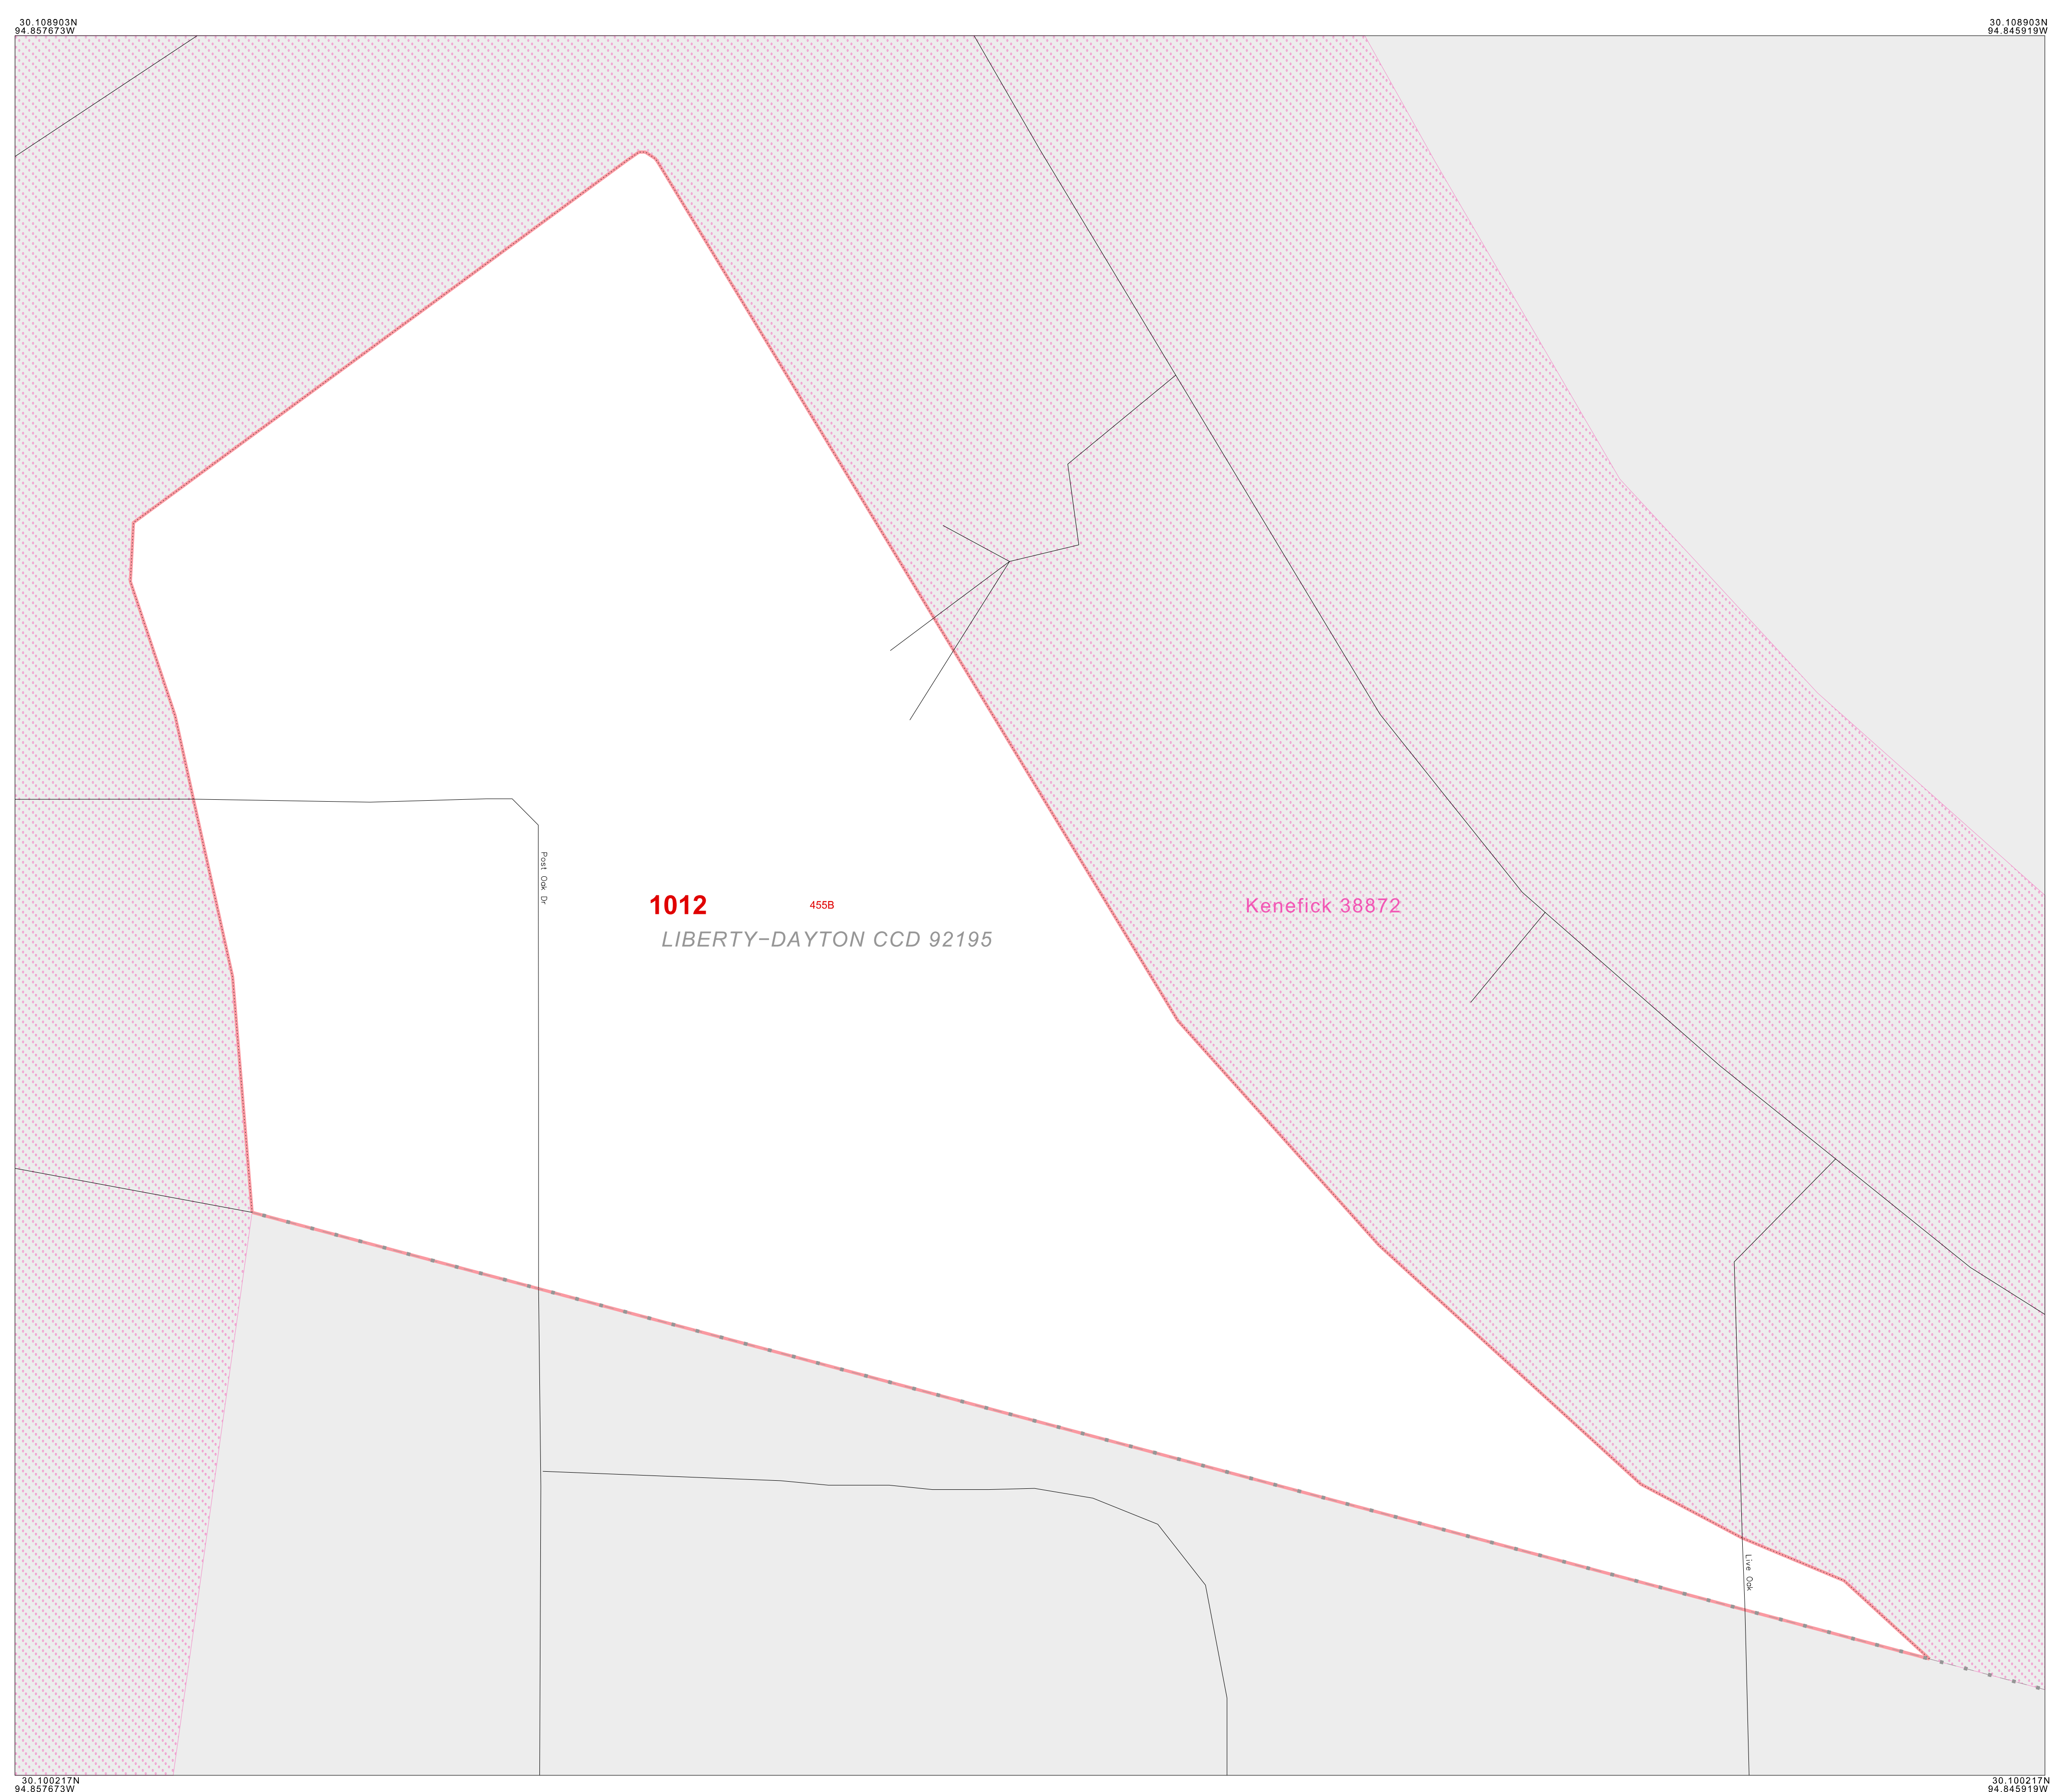 30.108903N
94.857673W
30.108903N
94.845919W
Post Oak Dr
1012
455B
Kenefick 38872
LIBERTY−DAYTON CCD 92195
Live Oak
30.100217N
94.857673W
30.100217N
94.845919W